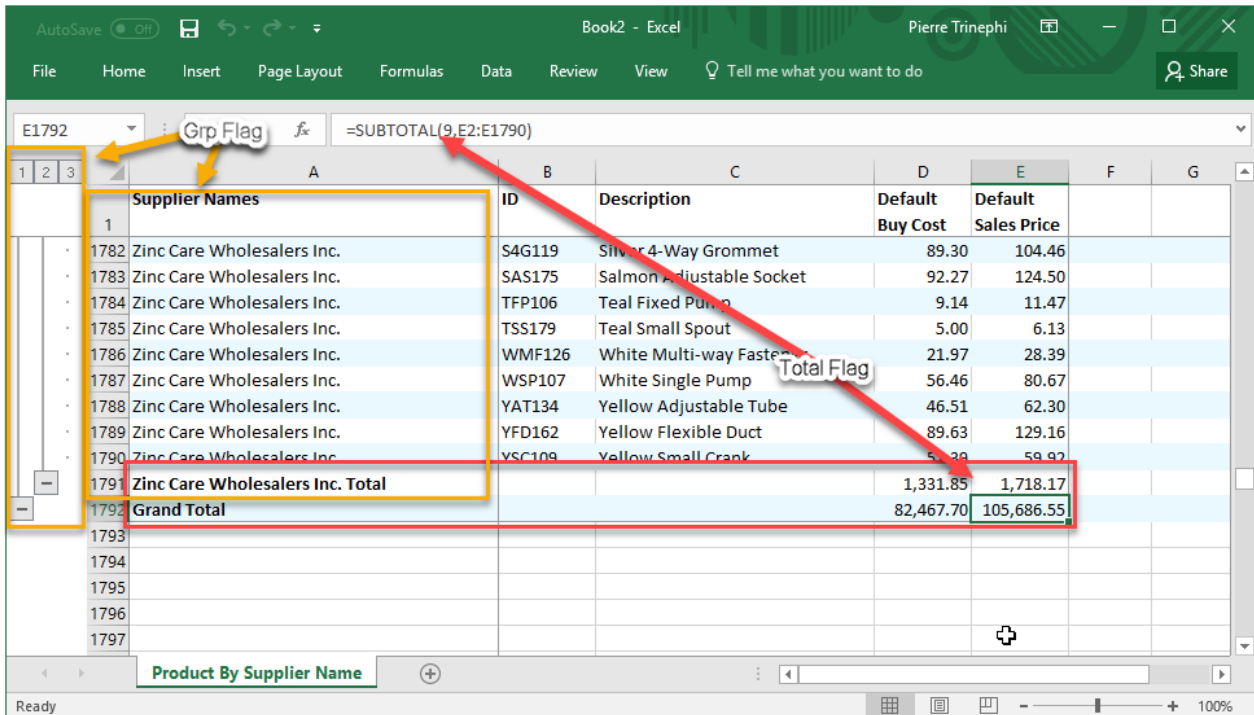 AutoSave Off Book2 - Excel Pierre Trinephi
File Home Insert Page Layout Formulas Data Review View Tell me what you want to do Share
E1792 Grp Flag fx =SUBTOTAL(9,E2:E1790)
1 2 3 A B C D E F G
1 Supplier Names ID Description Default Buy Cost Default Sales Price
1782 Zinc Care Wholesalers Inc. S4G119 Silver 4-Way Grommet 89.30 104.46
1783 Zinc Care Wholesalers Inc. SAS175 Salmon Adjustable Socket 92.27 124.50
1784 Zinc Care Wholesalers Inc. TFP106 Teal Fixed Pump 9.14 11.47
1785 Zinc Care Wholesalers Inc. TSS179 Teal Small Spout 5.00 6.13
1786 Zinc Care Wholesalers Inc. WMF126 White Multi-way Fastener 21.97 28.39
1787 Zinc Care Wholesalers Inc. WSP107 White Single Pump 56.46 80.67
Total Flag
1788 Zinc Care Wholesalers Inc. YAT134 Yellow Adjustable Tube 46.51 62.30
1789 Zinc Care Wholesalers Inc. YFD162 Yellow Flexible Duct 89.63 129.16
1790 Zinc Care Wholesalers Inc. YSC109 Yellow Small Crank 59.92
1791 Zinc Care Wholesalers Inc. Total 1,331.85 1,718.17
1792 Grand Total 82,467.70 105,686.55
1793
1794
1795
1796
1797
Product By Supplier Name
Ready 100%